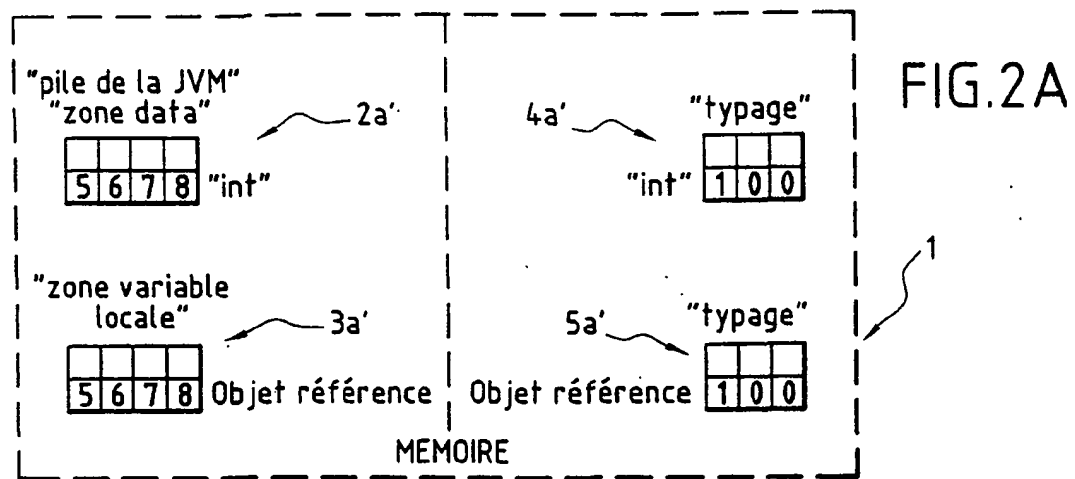 FIG.2A
"pile de la JVM"
"zone data"
2a'
5 6 7 8 "int"
4a'
"typage"
"int" 1 0 0
1
"zone variable
locale"
3a'
5 6 7 8 Objet référence
5a'
"typage"
Objet référence 1 0 0
MEMOIRE